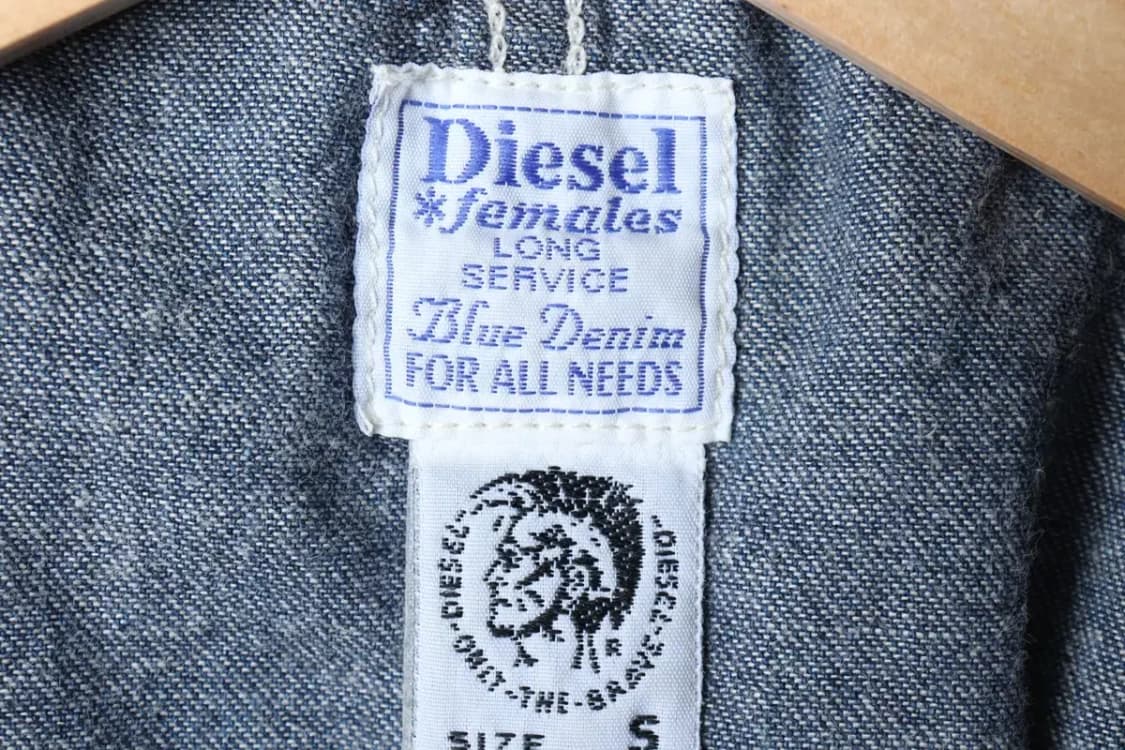 Diesel
*females
LONG
SERVICE
Blue Denim
FOR ALL NEEDS
DIESEL-ONLY-THE-BRAVE-DIESEL
R
SIZE S